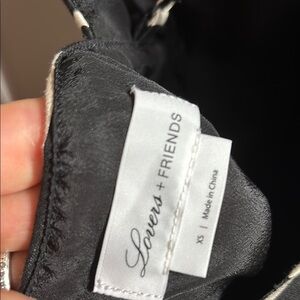 Lovers + FRIENDS
XS | Made in China